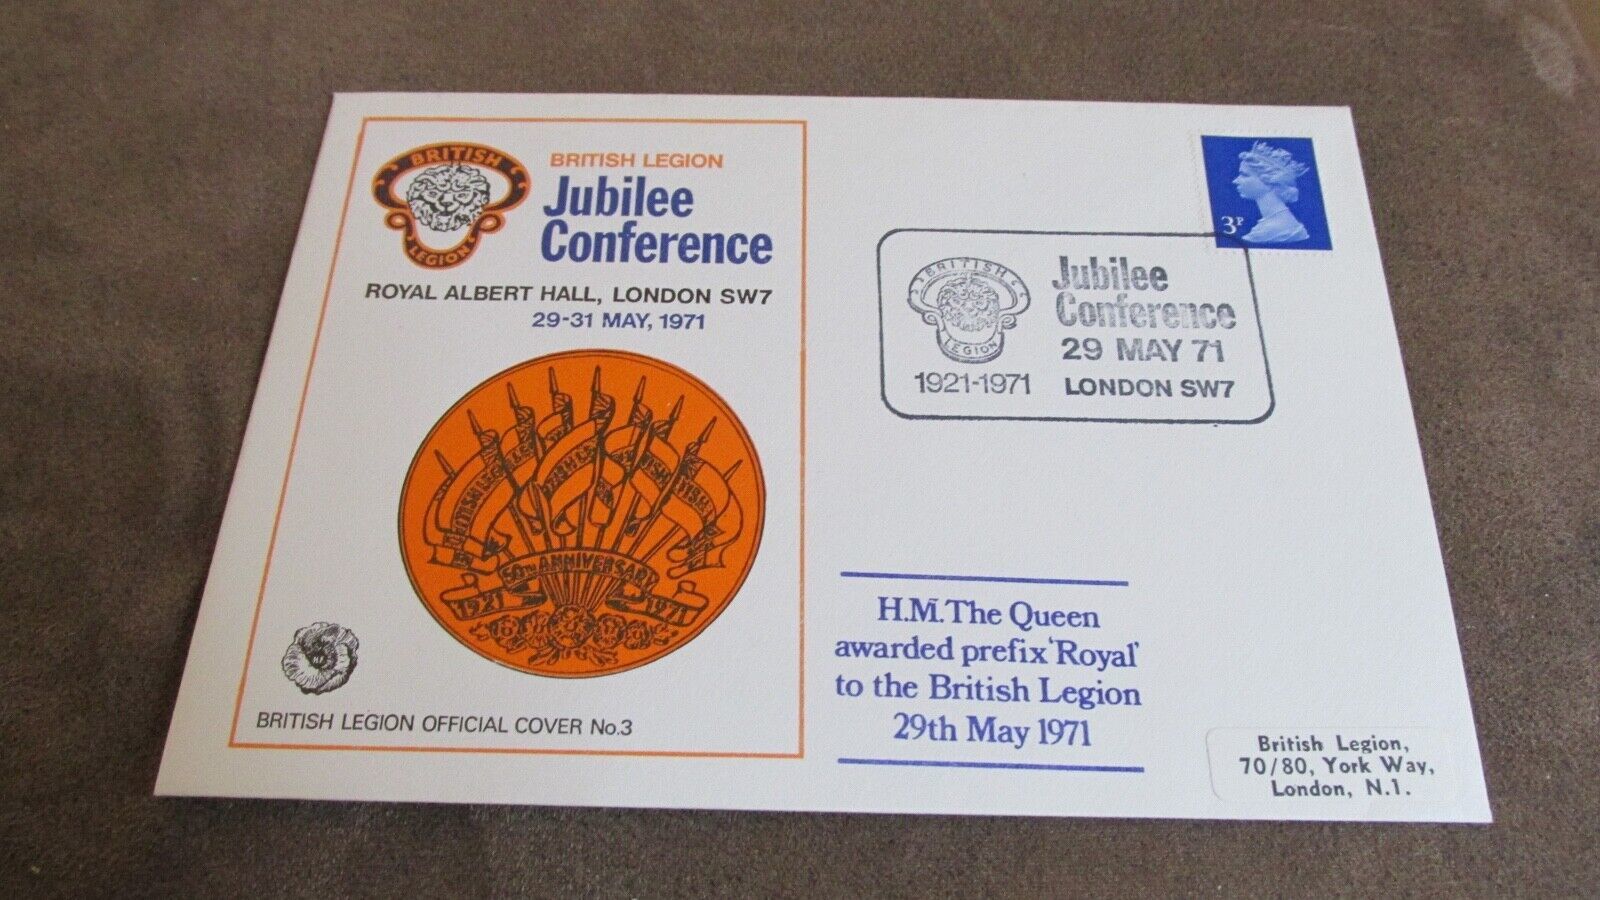 BRITISH
LEGION
BRITISH LEGION
Jubilee
Conference
ROYAL ALBERT HALL, LONDON SW7
29-31 MAY, 1971
50TH ANNIVERSARY
1921 1971
BRITISH LEGION OFFICIAL COVER No.3
3P
BRITISH
LEGION
1921-1971
Jubilee
Conference
29 MAY 71
LONDON SW7
H.M. The Queen
awarded prefix 'Royal'
to the British Legion
29th May 1971
British Legion,
70/80, York Way,
London, N.1.